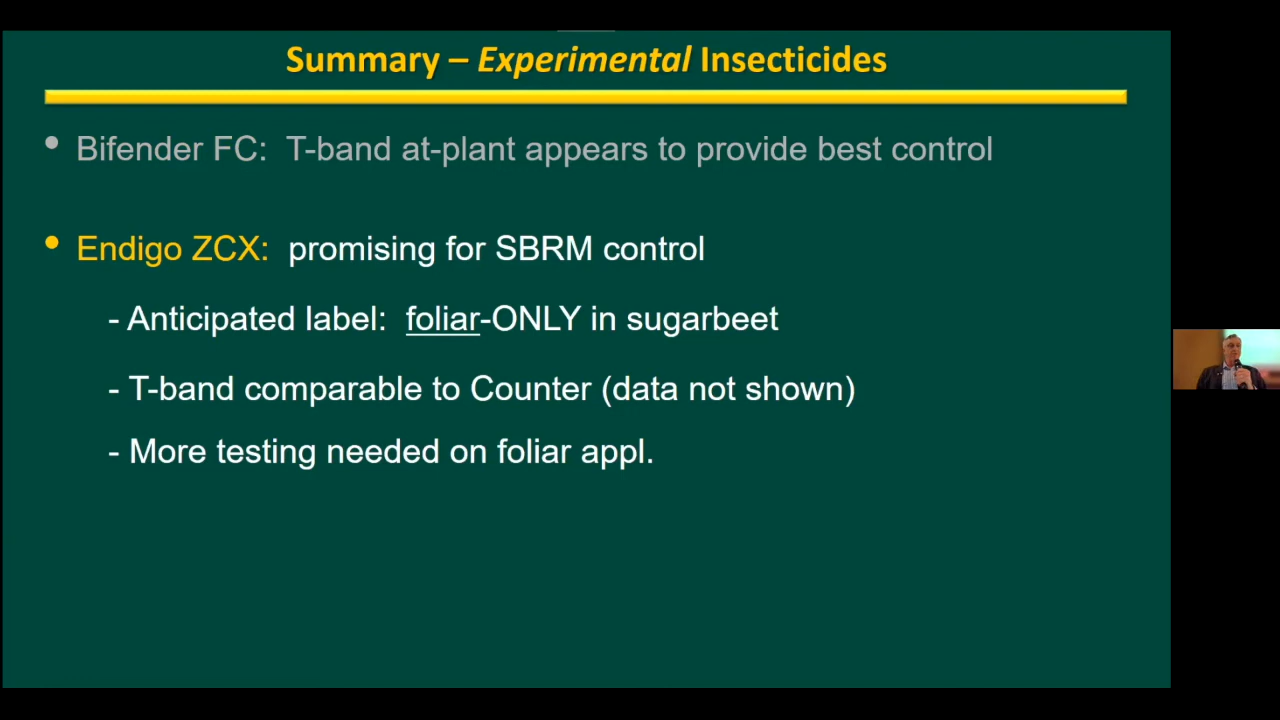 Summary – Experimental Insecticides
• Bifender FC: T-band at-plant appears to provide best control
• Endigo ZCX: promising for SBRM control
- Anticipated label: foliar-ONLY in sugarbeet
- T-band comparable to Counter (data not shown)
- More testing needed on foliar appl.